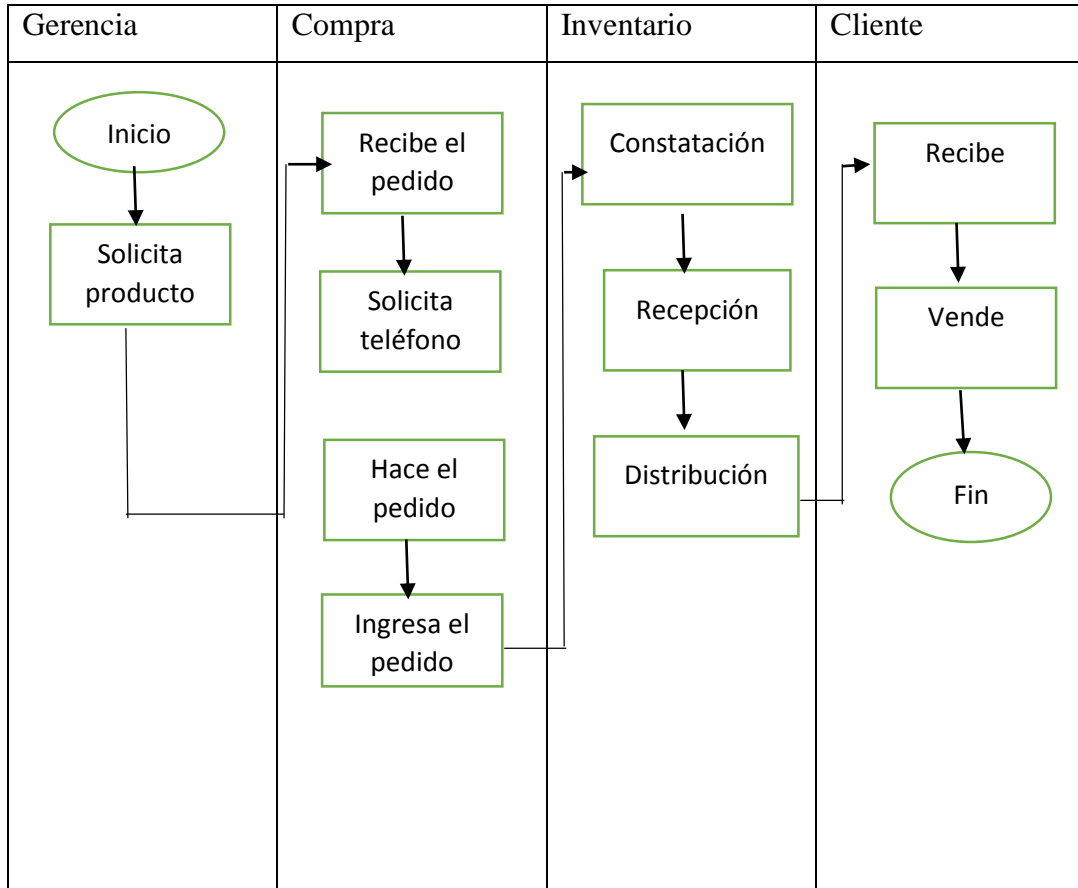 Gerencia
Compra
Inventario
Cliente
Inicio
Solicita
producto
Recibe el
pedido
Solicita
teléfono
Hace el
pedido
Ingresa el
pedido
Constatación
Recepción
Distribución
Recibe
Vende
Fin